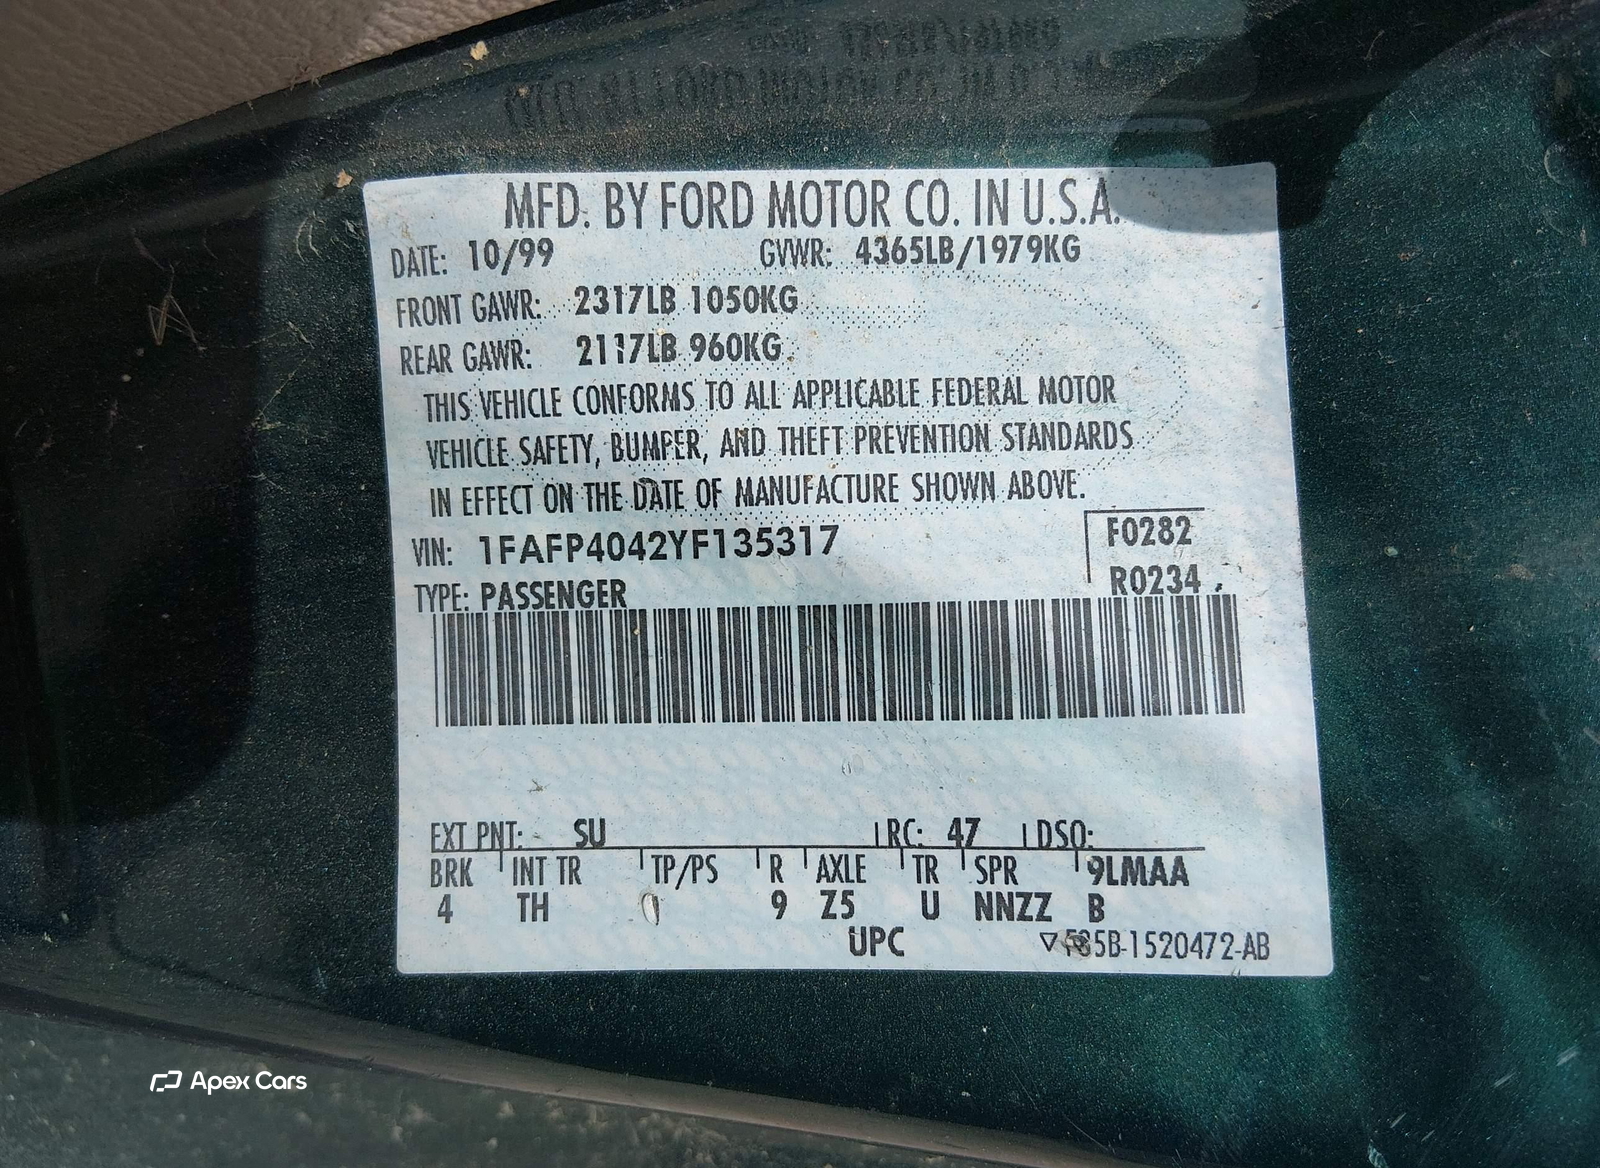 MFD. BY FORD MOTOR CO. IN U.S.A.
DATE: 10/99 GVWR: 4365LB/1979KG
FRONT GAWR: 2317LB 1050KG
REAR GAWR: 2117LB 960KG
THIS VEHICLE CONFORMS TO ALL APPLICABLE FEDERAL MOTOR
VEHICLE SAFETY, BUMPER, AND THEFT PREVENTION STANDARDS
IN EFFECT ON THE DATE OF MANUFACTURE SHOWN ABOVE.
VIN: 1FAFP4042YF135317 F0282
TYPE: PASSENGER R0234
EXT PNT: SU RC: 47 DSO:
BRK INT TR TP/PS R AXLE TR SPR 9LMAA
4 TH 9 Z5 U NNZZ B
UPC
Apex Cars